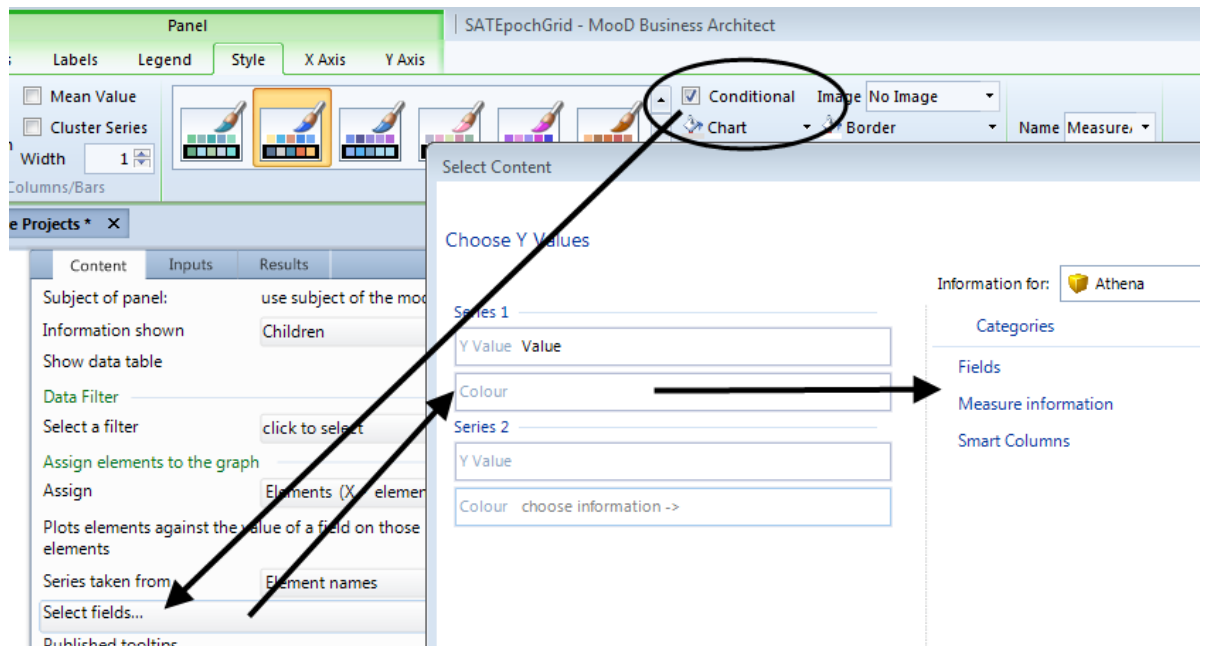 Panel
SATEpochGrid - MooD Business Architect
Labels Legend Style X Axis Y Axis
Mean Value
Conditional Image No Image
Cluster Series
Chart Border Name Measure
Width 1
Columns/Bars
Select Content
e Projects * X
Choose Y Values
Content Inputs Results
Information for: Athena
Subject of panel: use subject of the mod
Series 1
Categories
Information shown Children
Y Value Value
Show data table
Fields
Data Filter
Colour
Measure information
Select a filter click to select
Series 2
Smart Columns
Assign elements to the graph
Y Value
Assign Elements (X, elemen
Colour choose information ->
Plots elements against the value of a field on those
elements
Series taken from Element names
Select fields...
Published tooltips